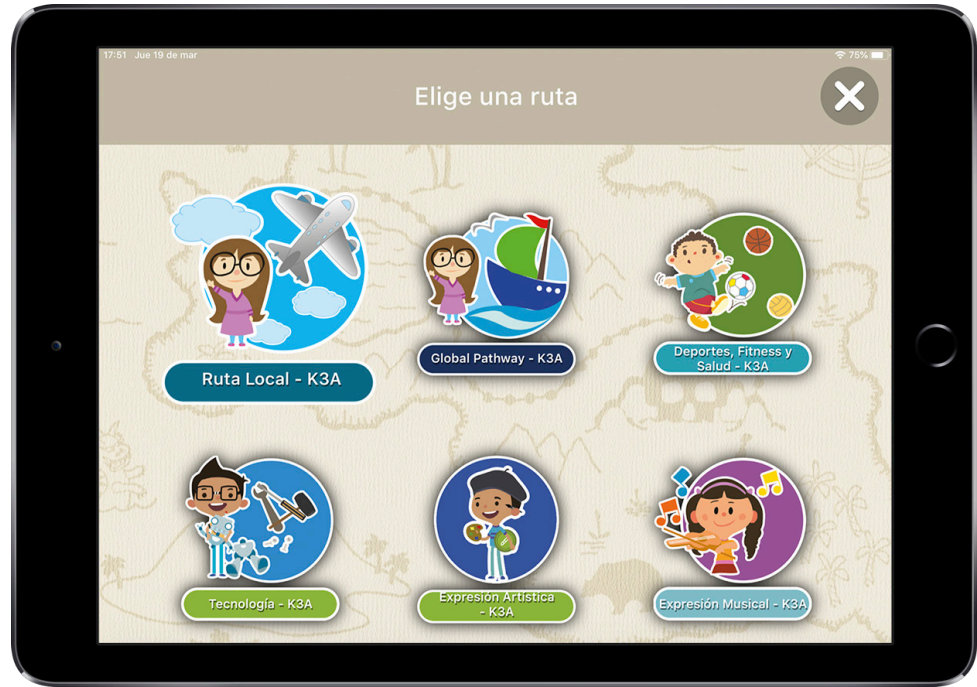 17:51 Jue 19 de mar
75%
Elige una ruta
Ruta Local - K3A
Global Pathway - K3A
Deportes, Fitness y
Salud - K3A
Tecnología - K3A
Expresión Artística
- K3A
Expresión Musical - K3A
S